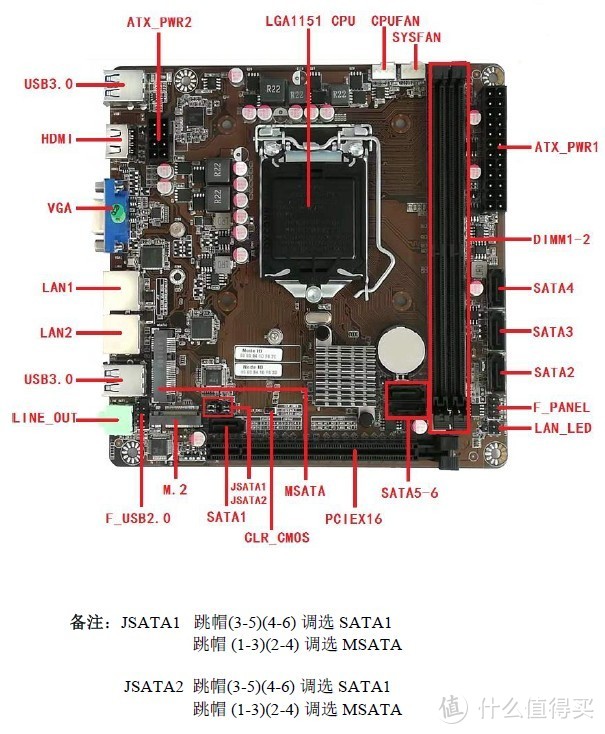 ATX_PWR2
LGA1151 CPU
CPUFAN
SYSFAN
USB3.0
HDMI
ATX_PWR1
VGA
DIMM1-2
LAN1
SATA4
LAN2
SATA3
USB3.0
SATA2
LINE_OUT
F_PANEL
LAN_LED
M.2
JSATA1
JSATA2
MSATA
SATA5-6
F_USB2.0
SATA1
PCIEX16
CLR_CMOS
R22
R22
R22
R22
R22
备注：JSATA1 跳帽(3-5)(4-6) 调选 SATA1
跳帽 (1-3)(2-4) 调选 MSATA
JSATA2 跳帽(3-5)(4-6) 调选 SATA1
跳帽 (1-3)(2-4) 调选 MSATA
值 什么值得买